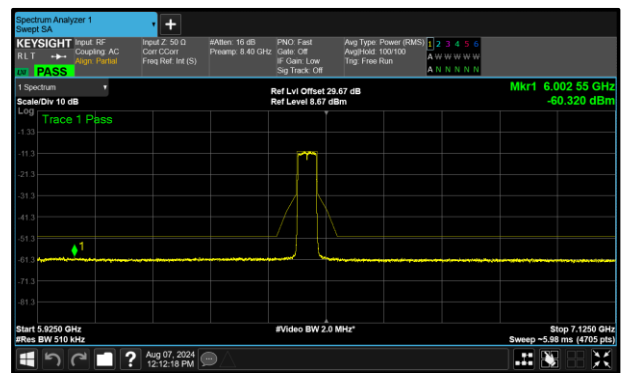 Spectrum Analyzer 1
Swept SA
+
KEYSIGHT Input: RF Input Z: 50 Ω #Atten: 16 dB PNO: Fast Avg Type: Power (RMS) 1 2 3 4 5 6
RLT Coupling: AC Corr CCorr Preamp: 8.40 GHz Gate: Off Avg|Hold: 100/100 A W W W W W
Align: Partial Freq Ref: Int (S) IF Gain: Low Trig: Free Run
LW PASS Sig Track: Off A N N N N N
1 Spectrum Ref Lvl Offset 29.67 dB Mkr1 6.002 55 GHz
Scale/Div 10 dB Ref Level 8.67 dBm -60.320 dBm
Log
Trace 1 Pass
-1.33
-11.3
-21.3
-31.3
-41.3
-51.3
1
-61.3
-71.3
-81.3
Start 5.9250 GHz #Video BW 2.0 MHz* Stop 7.1250 GHz
#Res BW 510 kHz Sweep ~5.98 ms (4705 pts)
? Aug 07, 2024
12:12:18 PM